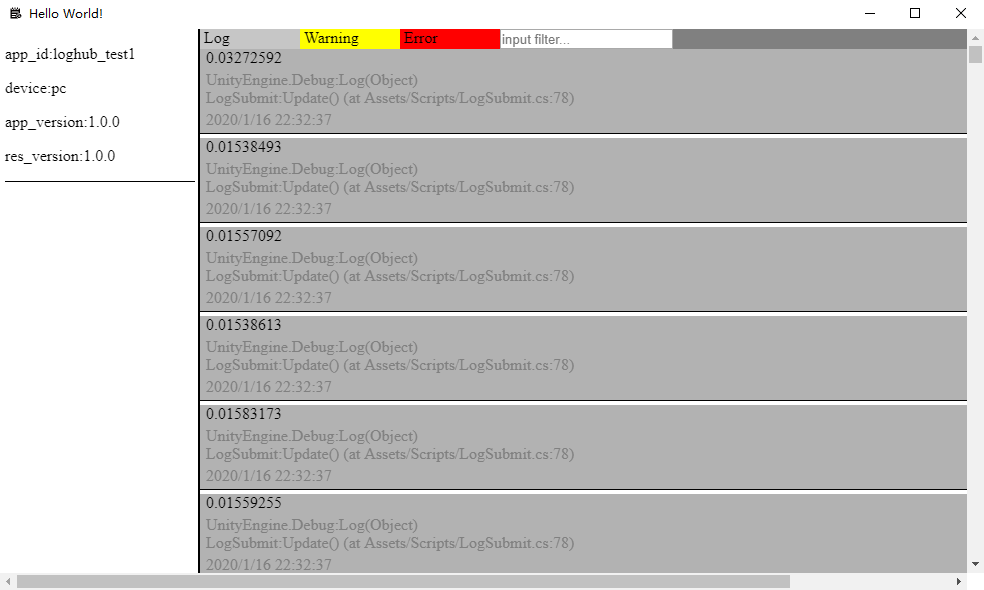 Hello World!
app_id:loghub_test1
device:pc
app_version:1.0.0
res_version:1.0.0
Log Warning Error input filter...
0.03272592
UnityEngine.Debug:Log(Object)
LogSubmit:Update() (at Assets/Scripts/LogSubmit.cs:78)
2020/1/16 22:32:37
0.01538493
UnityEngine.Debug:Log(Object)
LogSubmit:Update() (at Assets/Scripts/LogSubmit.cs:78)
2020/1/16 22:32:37
0.01557092
UnityEngine.Debug:Log(Object)
LogSubmit:Update() (at Assets/Scripts/LogSubmit.cs:78)
2020/1/16 22:32:37
0.01538613
UnityEngine.Debug:Log(Object)
LogSubmit:Update() (at Assets/Scripts/LogSubmit.cs:78)
2020/1/16 22:32:37
0.01583173
UnityEngine.Debug:Log(Object)
LogSubmit:Update() (at Assets/Scripts/LogSubmit.cs:78)
2020/1/16 22:32:37
0.01559255
UnityEngine.Debug:Log(Object)
LogSubmit:Update() (at Assets/Scripts/LogSubmit.cs:78)
2020/1/16 22:32:37